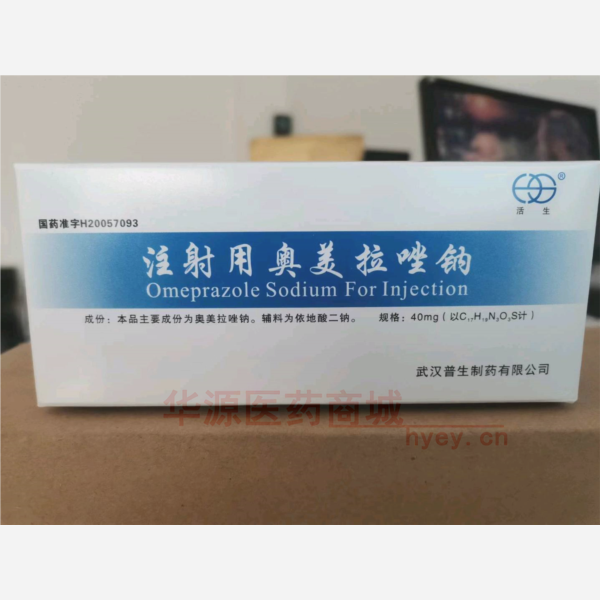 活生®
国药准字H20057093
注射用奥美拉唑钠
Omeprazole Sodium For Injection
成份：本品主要成份为奥美拉唑钠。辅料为依地酸二钠。 规格：40mg（以C₁₇H₁₉N₃O₃S计）
武汉普生制药有限公司
华源医药商城
hyey.cn